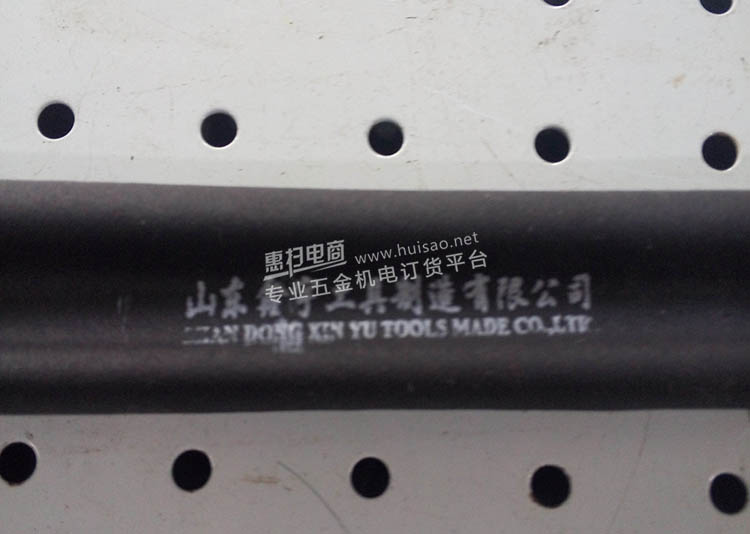 惠扫电商 www.huisao.net
专业五金机电订货平台
山东鑫宇工具制造有限公司
SHAN DONG XIN YU TOOLS MADE CO.,LTD.